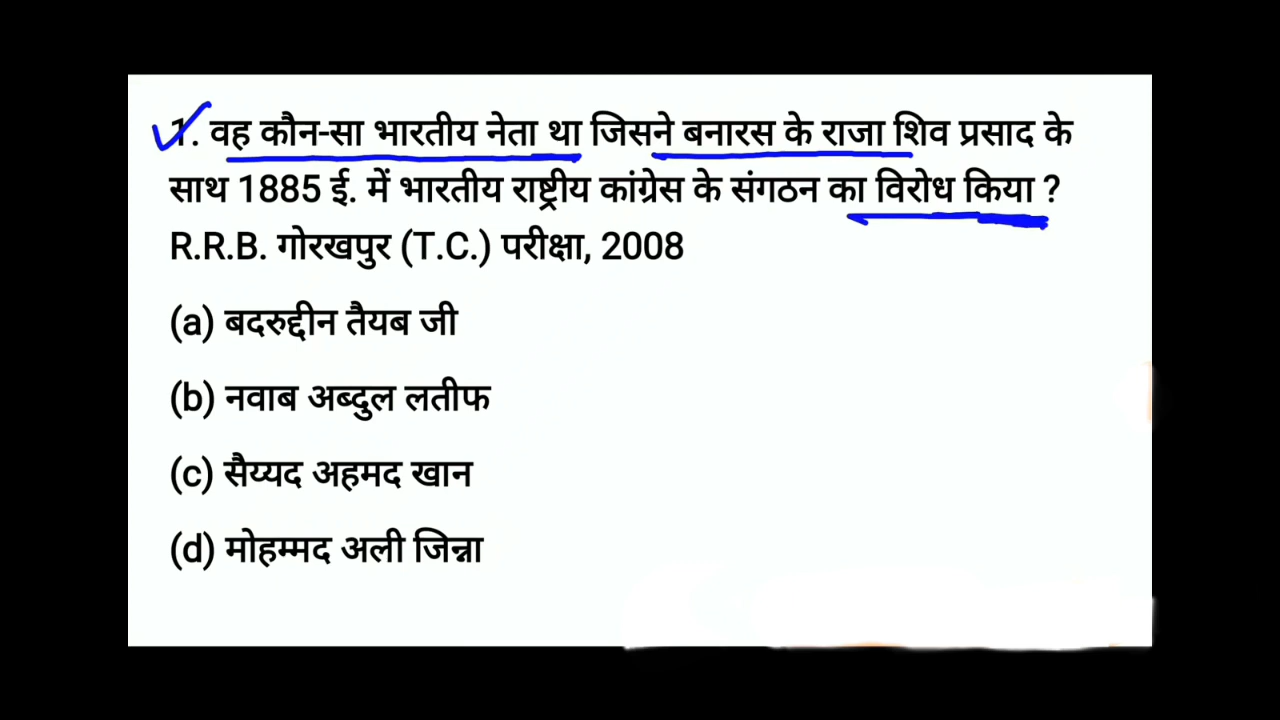 1. वह कौन-सा भारतीय नेता था जिसने बनारस के राजा शिव प्रसाद के
साथ 1885 ई. में भारतीय राष्ट्रीय कांग्रेस के संगठन का विरोध किया ?
R.R.B. गोरखपुर (T.C.) परीक्षा, 2008
(a) बदरुद्दीन तैयब जी
(b) नवाब अब्दुल लतीफ
(c) सैय्यद अहमद खान
(d) मोहम्मद अली जिन्ना